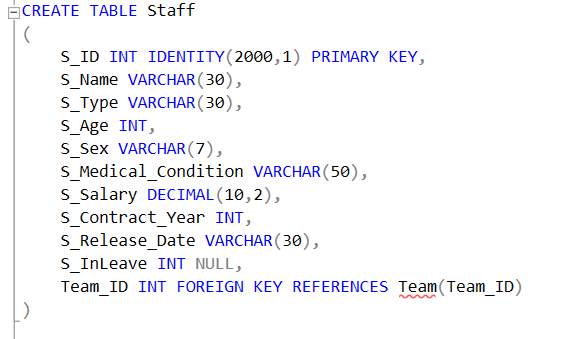 CREATE TABLE Staff
(
S_ID INT IDENTITY(2000,1) PRIMARY KEY,
S_Name VARCHAR(30),
S_Type VARCHAR(30),
S_Age INT,
S_Sex VARCHAR(7),
S_Medical_Condition VARCHAR(50),
S_Salary DECIMAL(10,2),
S_Contract_Year INT,
S_Release_Date VARCHAR(30),
S_InLeave INT NULL,
Team_ID INT FOREIGN KEY REFERENCES Team(Team_ID)
)